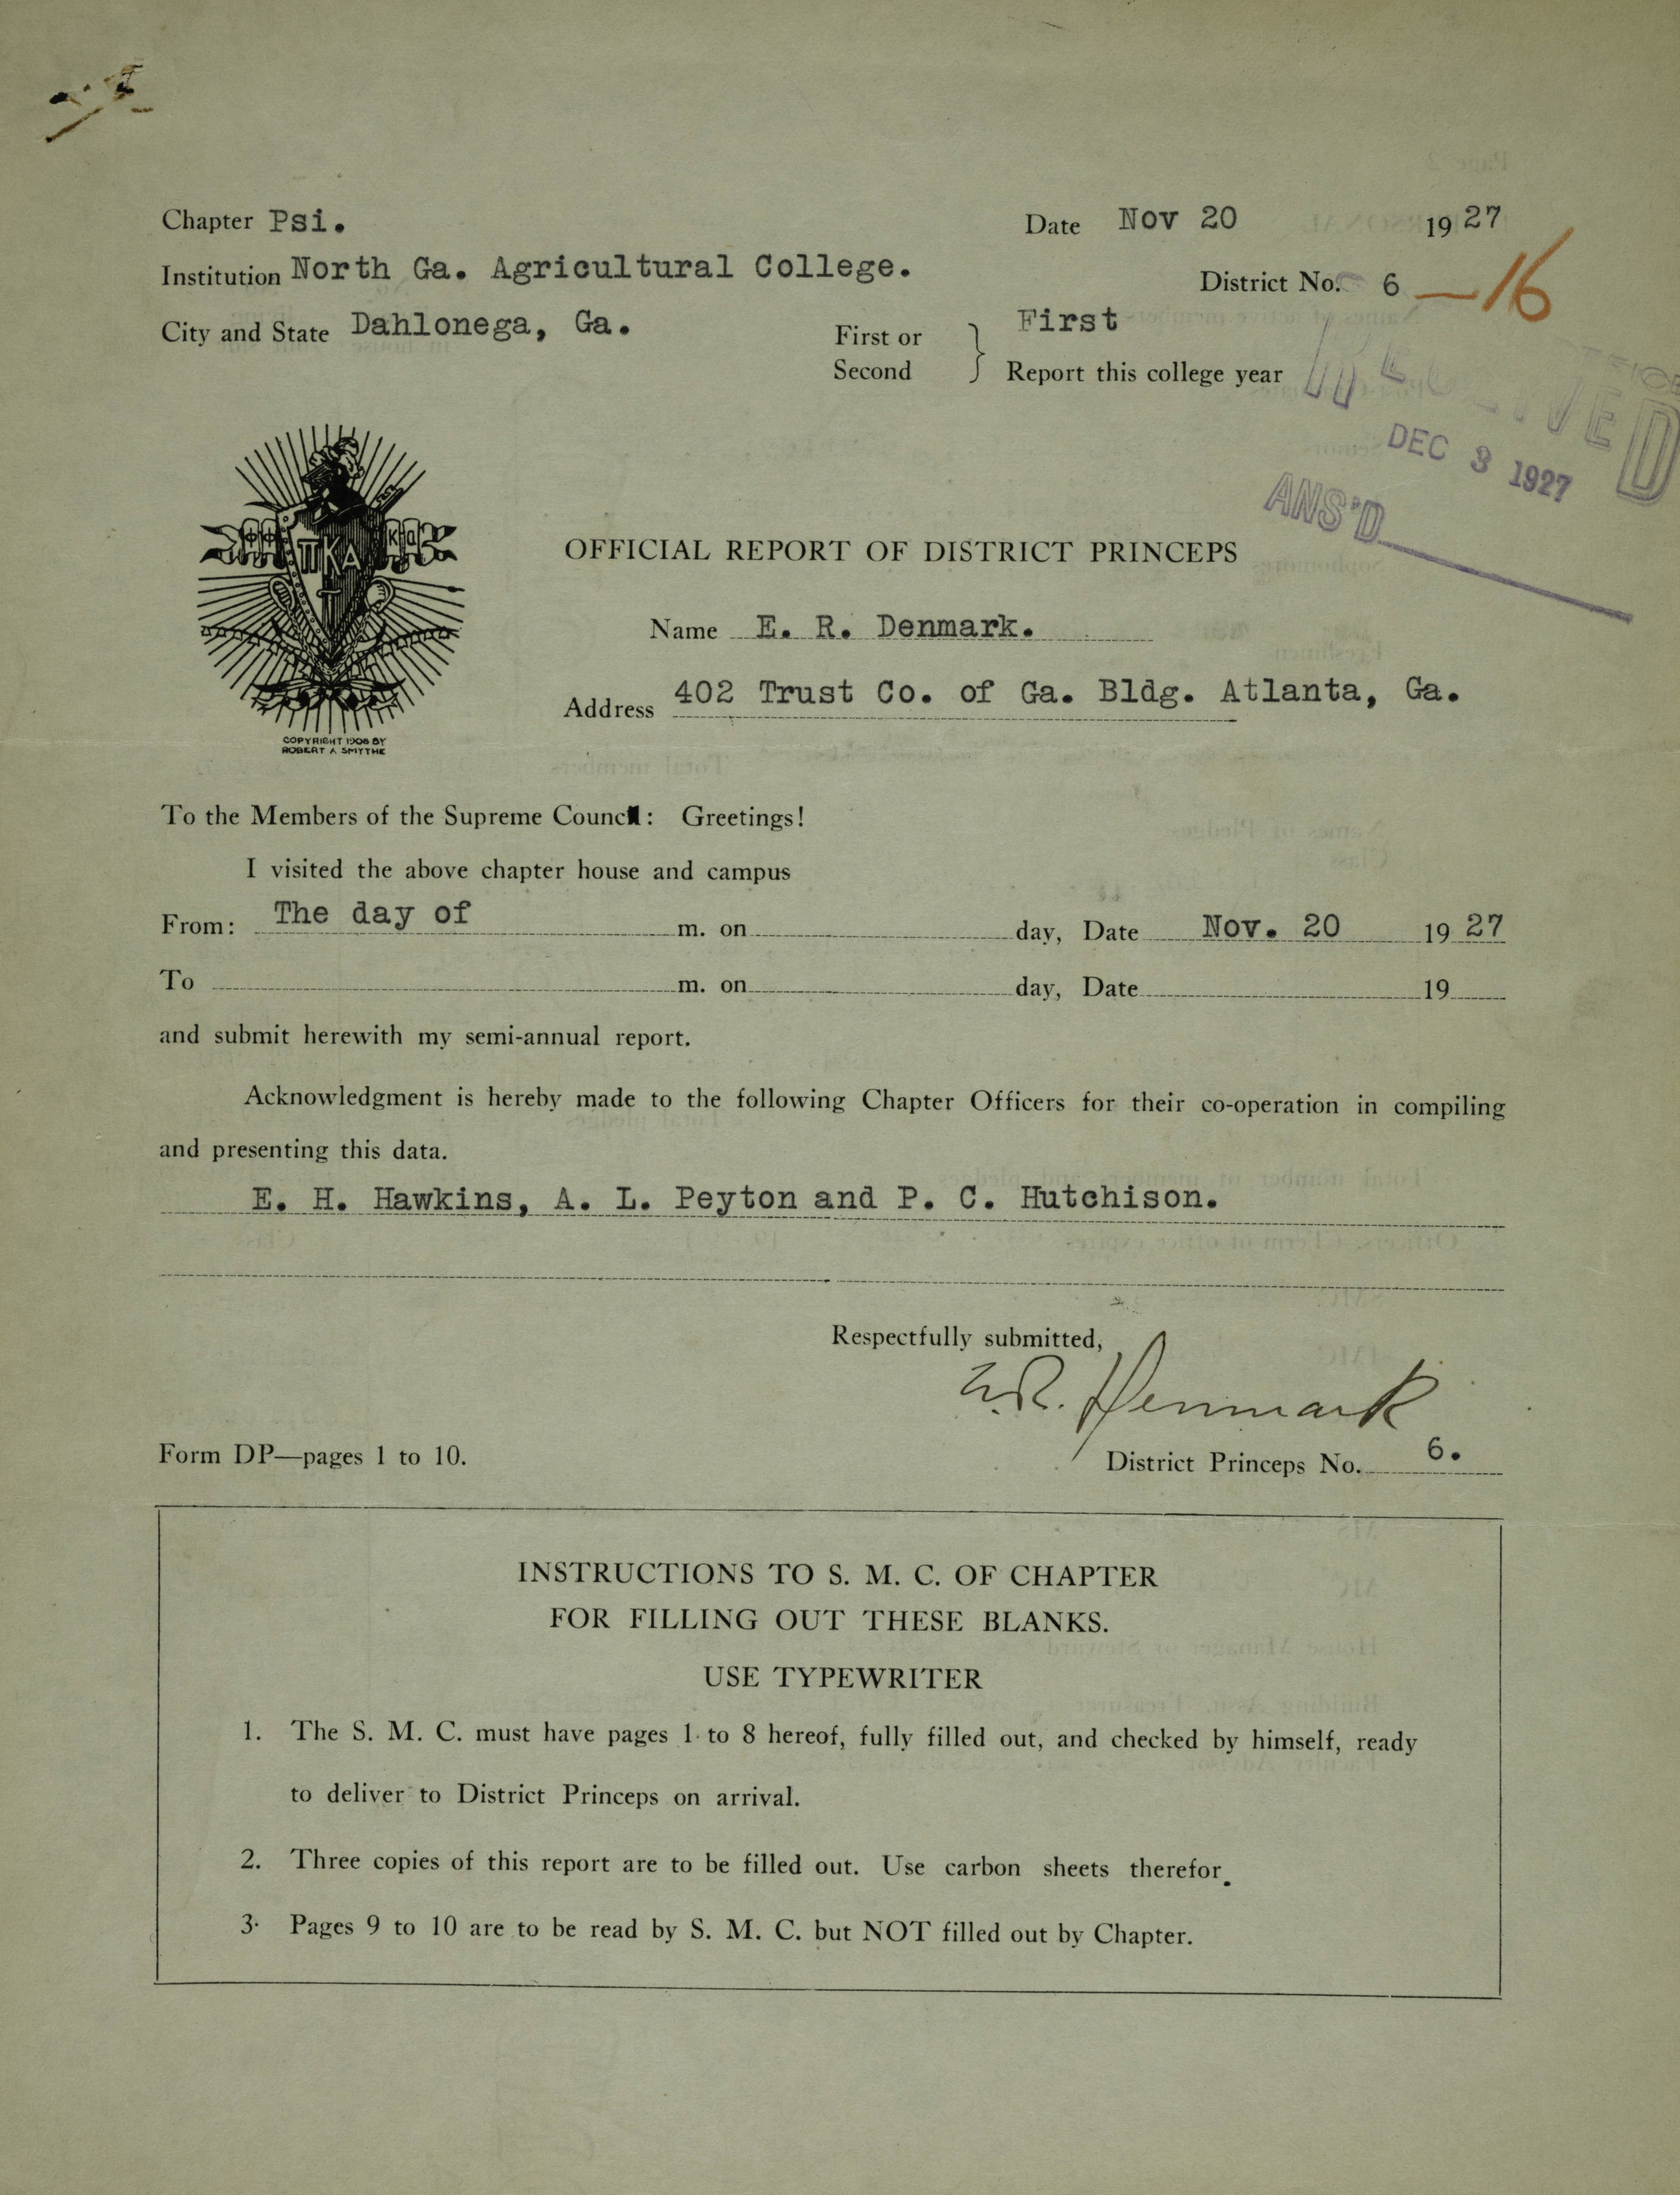 Chapter Psi.
Date Nov 20 1927
Institution North Ga. Agricultural College.
District No. 6 —16
City and State Dahlonega, Ga.
First or Second } First Report this college year
RECEIVED
DEC 3 1927
ANS'D
ΠΚΑ
COPYRIGHT 1906 BY
ROBERT A SMYTHE
OFFICIAL REPORT OF DISTRICT PRINCEPS
Name E. R. Denmark.
Address 402 Trust Co. of Ga. Bldg. Atlanta, Ga.
To the Members of the Supreme Council: Greetings!
I visited the above chapter house and campus
From: The day of m. on day, Date Nov. 20 1927
To m. on day, Date 19
and submit herewith my semi-annual report.
Acknowledgment is hereby made to the following Chapter Officers for their co-operation in compiling
and presenting this data.
E. H. Hawkins, A. L. Peyton and P. C. Hutchison.
Respectfully submitted,
E.R. Denmark
Form DP—pages 1 to 10.
District Princeps No. 6.
INSTRUCTIONS TO S. M. C. OF CHAPTER
FOR FILLING OUT THESE BLANKS.
USE TYPEWRITER
1. The S. M. C. must have pages 1 to 8 hereof, fully filled out, and checked by himself, ready
to deliver to District Princeps on arrival.
2. Three copies of this report are to be filled out. Use carbon sheets therefor.
3. Pages 9 to 10 are to be read by S. M. C. but NOT filled out by Chapter.